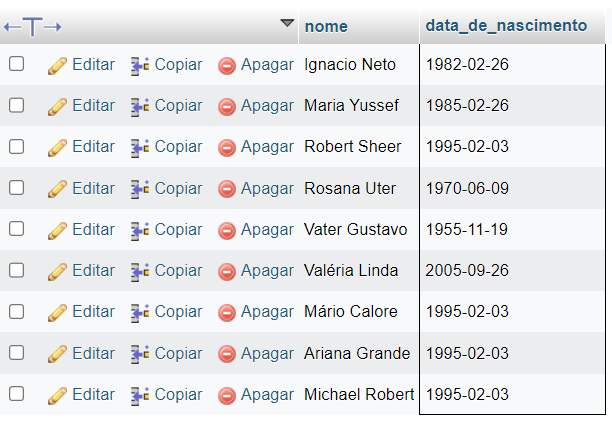 nome data_de_nascimento
Editar Copiar Apagar Ignacio Neto 1982-02-26
Editar Copiar Apagar Maria Yussef 1985-02-26
Editar Copiar Apagar Robert Sheer 1995-02-03
Editar Copiar Apagar Rosana Uter 1970-06-09
Editar Copiar Apagar Vater Gustavo 1955-11-19
Editar Copiar Apagar Valéria Linda 2005-09-26
Editar Copiar Apagar Mário Calore 1995-02-03
Editar Copiar Apagar Ariana Grande 1995-02-03
Editar Copiar Apagar Michael Robert 1995-02-03